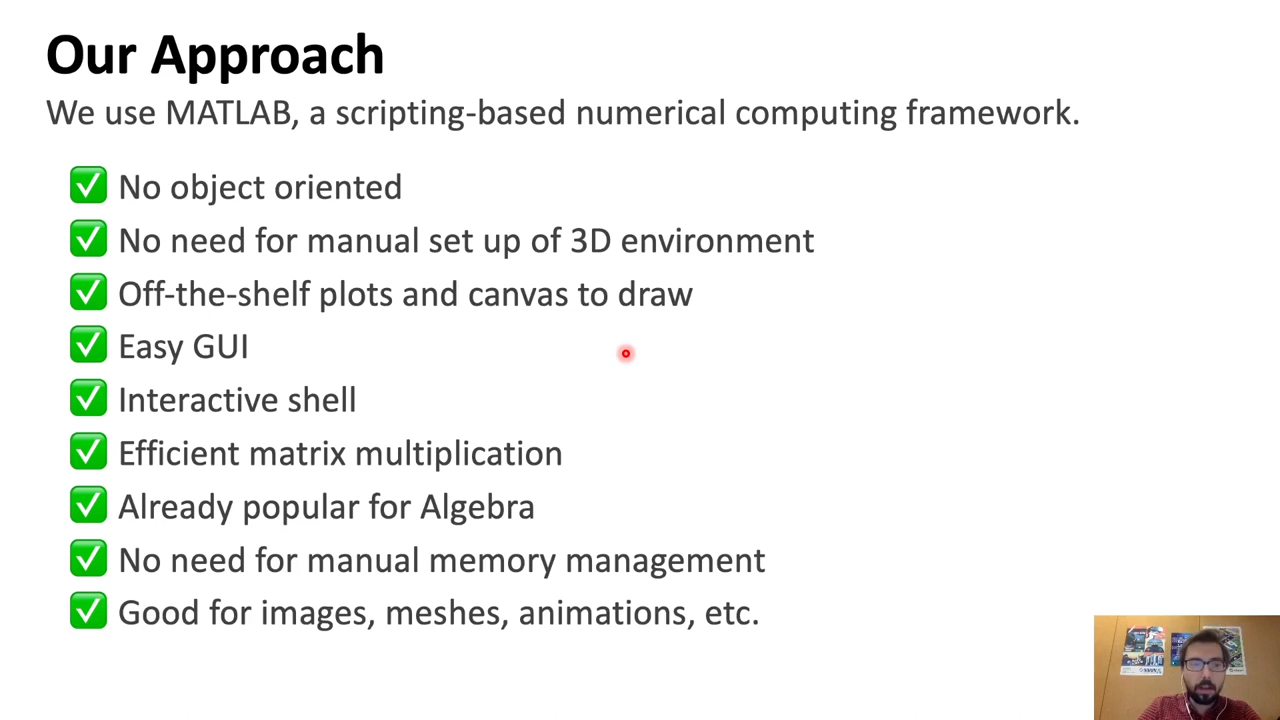 Our Approach
We use MATLAB, a scripting-based numerical computing framework.
No object oriented
No need for manual set up of 3D environment
Off-the-shelf plots and canvas to draw
Easy GUI
Interactive shell
Efficient matrix multiplication
Already popular for Algebra
No need for manual memory management
Good for images, meshes, animations, etc.